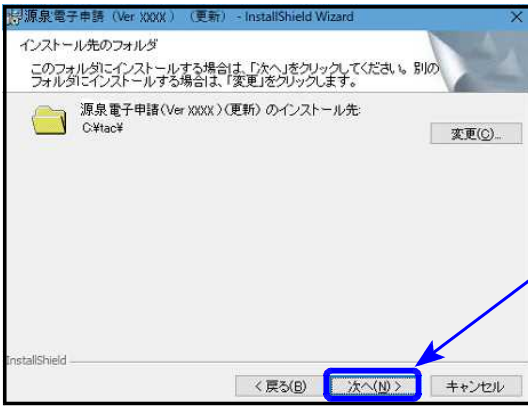 源泉電子申請（Ver XXXX）（更新） - InstallShield Wizard
インストール先のフォルダ
このフォルダにインストールする場合は、「次へ」をクリックしてください。別の
フォルダにインストールする場合は、「変更」をクリックします。
源泉電子申請(Ver XXXX)(更新) のインストール先:
C:¥tac¥
変更(C)...
InstallShield
< 戻る(B)
次へ(N) >
キャンセル